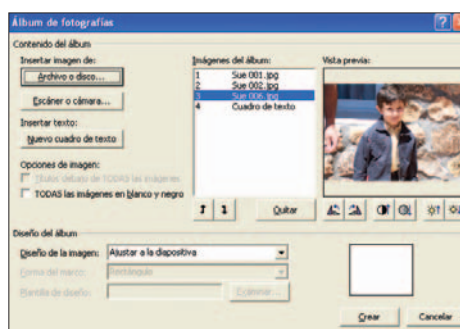 Álbum de fotografías
Contenido del álbum
Insertar imagen de:
Archivo o disco...
Escáner o cámara...
Insertar texto:
Nuevo cuadro de texto
Opciones de imagen:
Títulos debajo de TODAS las imágenes
TODAS las imágenes en blanco y negro
Imágenes del álbum:
1 Sue 001.jpg
2 Sue 002.jpg
3 Sue 006.jpg
4 Cuadro de texto
Quitar
Vista previa:
Diseño del álbum
Diseño de la imagen: Ajustar a la diapositiva
Forma del marco: Rectángulo
Plantilla de diseño: Examinar...
Crear Cancelar